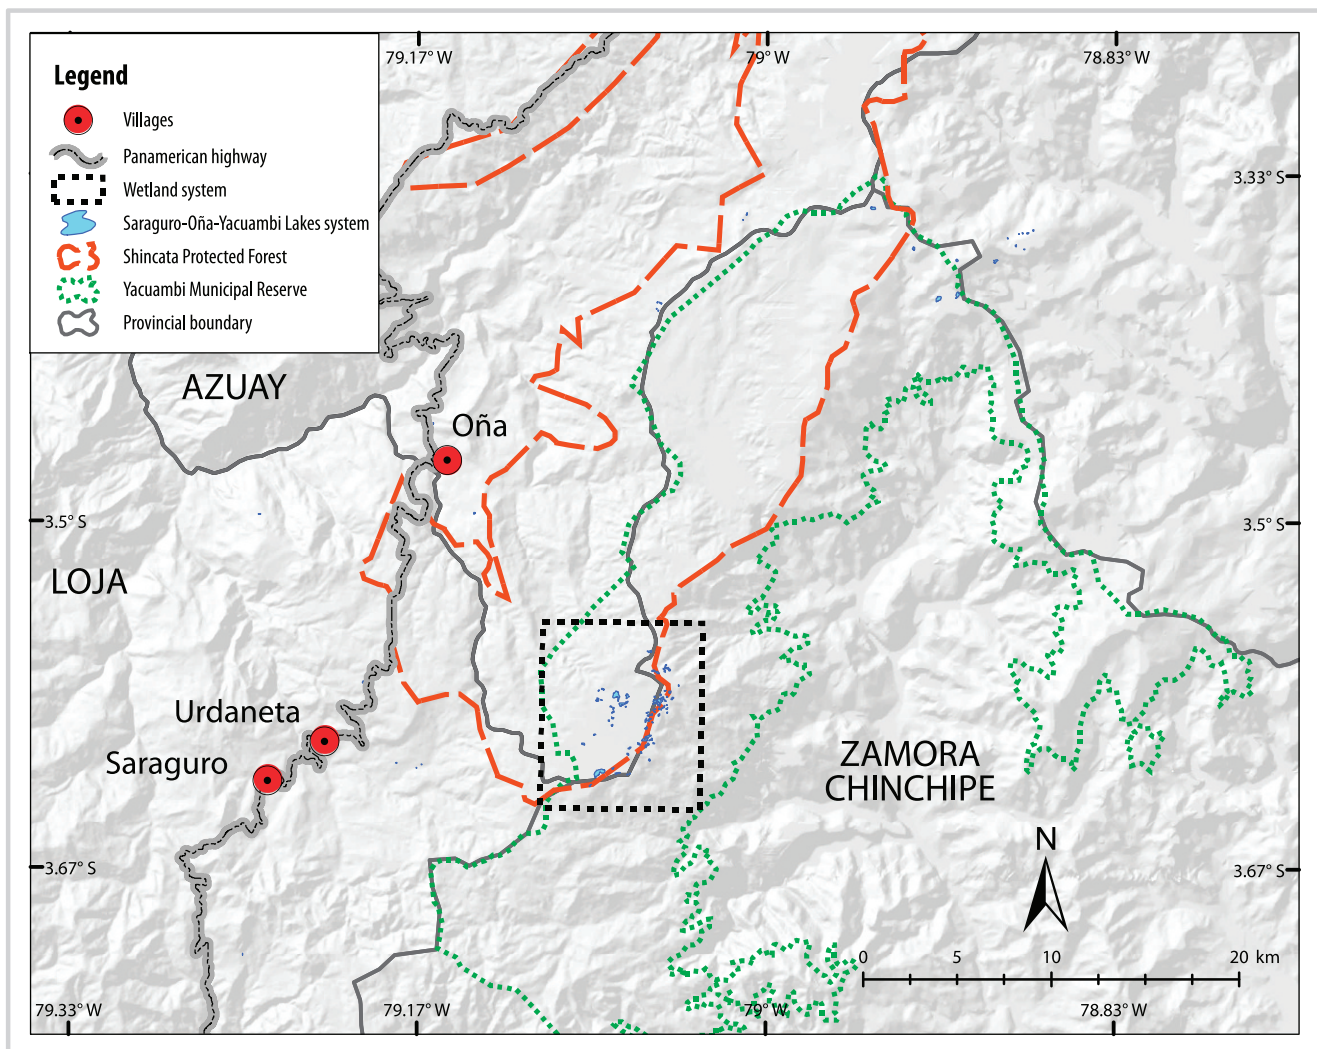 79.17° W
79° W
78.83° W
Legend
Villages
Panamerican highway
Wetland system
Saraguro-Oña-Yacuambi Lakes system
Shincata Protected Forest
Yacuambi Municipal Reserve
Provincial boundary
3.33° S
AZUAY
Oña
3.5° S
3.5° S
LOJA
Urdaneta
Saraguro
ZAMORA
CHINCHIPE
N
3.67° S
3.67° S
0
5
10
20 km
79.33° W
79.17° W
79° W
78.83° W